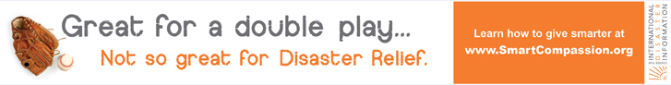 Great for a double play...
Not so great for Disaster Relief.
Learn how to give smarter at
www.SmartCompassion.org
INTERNATIONAL
DISASTER
INFORMATION